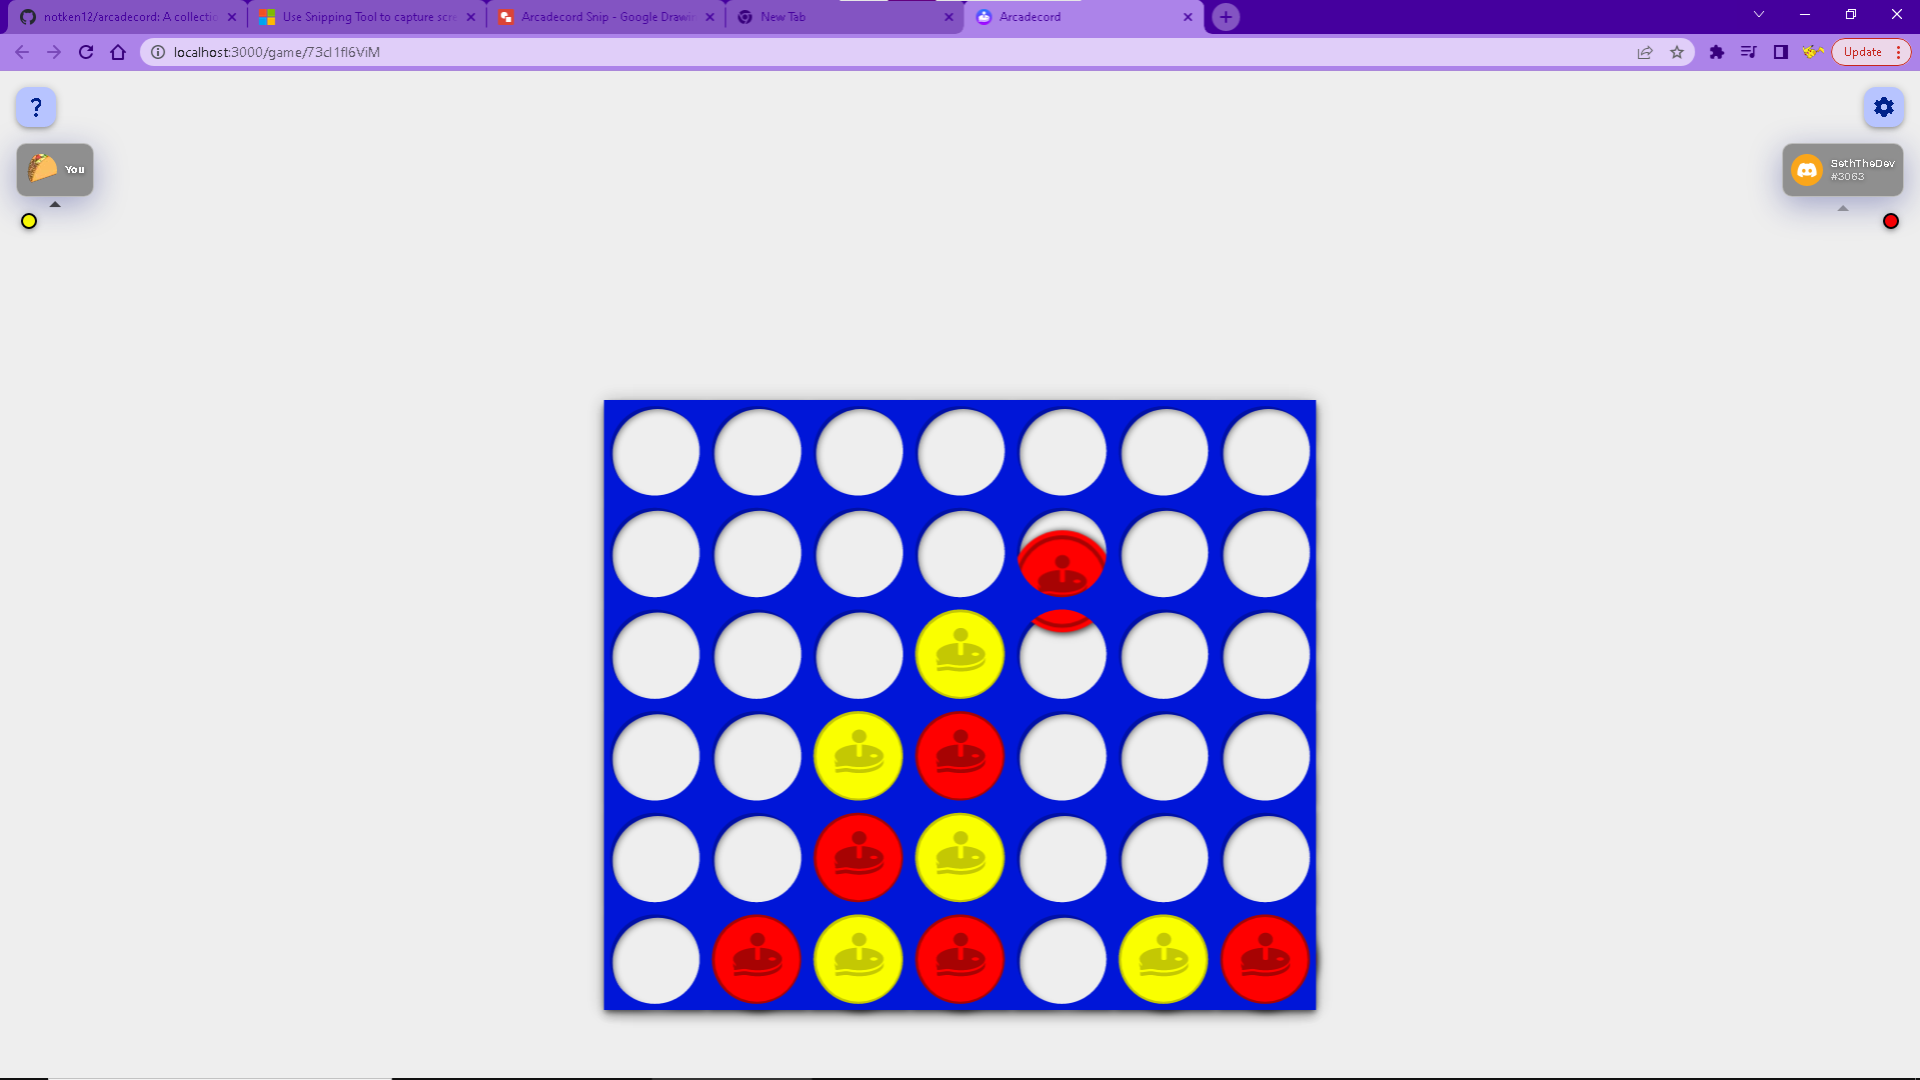 notken12/arcadecord: A collectio
Use Snipping Tool to capture scre
Arcadecord Snip - Google Drawin
New Tab
Arcadecord
localhost:3000/game/73cl1fI6ViM
Update
?
You
SethTheDev
#3063